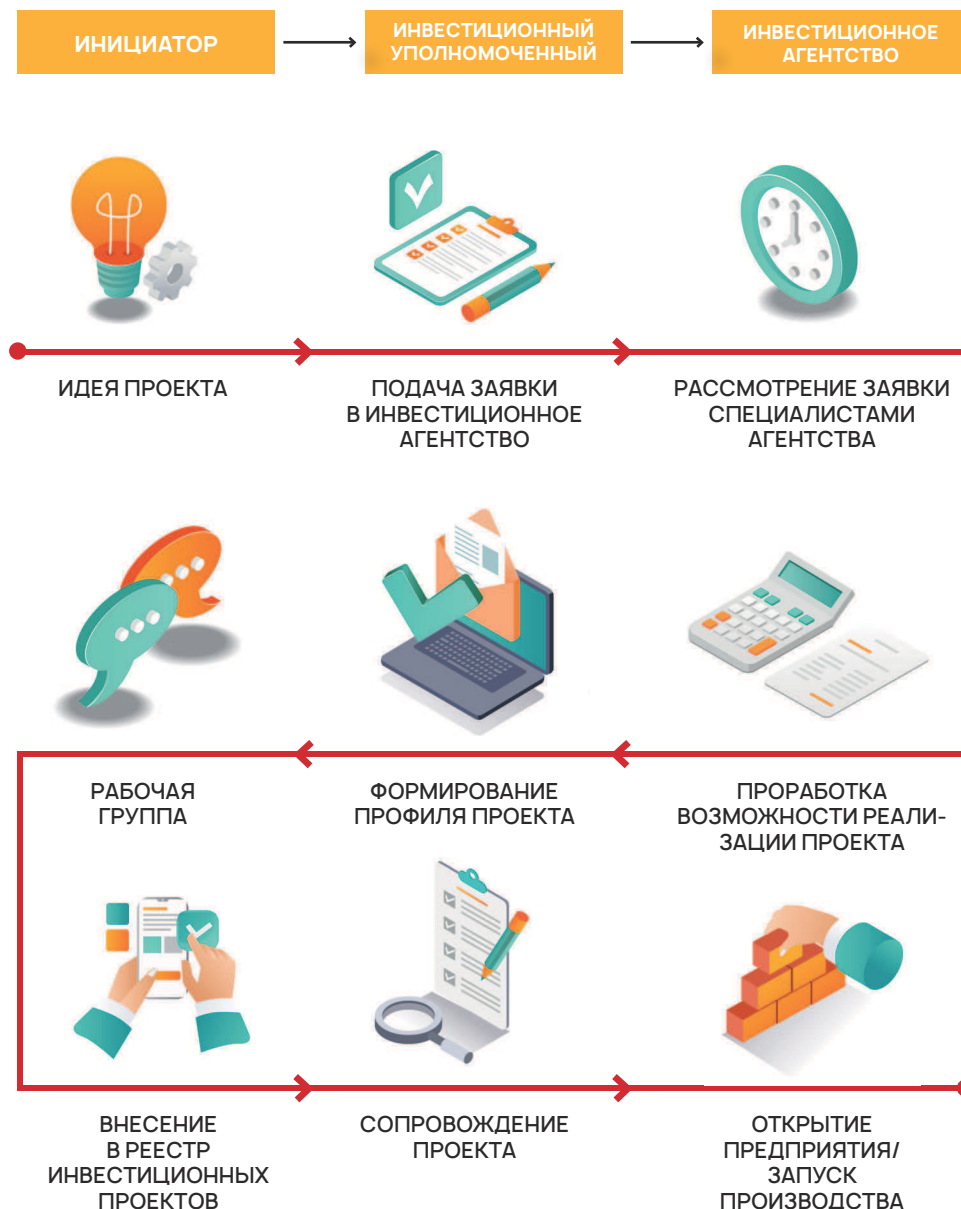 ИНИЦИАТОР
ИНВЕСТИЦИОННЫЙ
УПОЛНОМОЧЕННЫЙ
ИНВЕСТИЦИОННОЕ
АГЕНТСТВО
ИДЕЯ ПРОЕКТА
ПОДАЧА ЗАЯВКИ
В ИНВЕСТИЦИОННОЕ
АГЕНТСТВО
РАССМОТРЕНИЕ ЗАЯВКИ
СПЕЦИАЛИСТАМИ
АГЕНТСТВА
РАБОЧАЯ
ГРУППА
ФОРМИРОВАНИЕ
ПРОФИЛЯ ПРОЕКТА
ПРОРАБОТКА
ВОЗМОЖНОСТИ РЕАЛИ-
ЗАЦИИ ПРОЕКТА
ВНЕСЕНИЕ
В РЕЕСТР
ИНВЕСТИЦИОННЫХ
ПРОЕКТОВ
СОПРОВОЖДЕНИЕ
ПРОЕКТА
ОТКРЫТИЕ
ПРЕДПРИЯТИЯ/
ЗАПУСК
ПРОИЗВОДСТВА